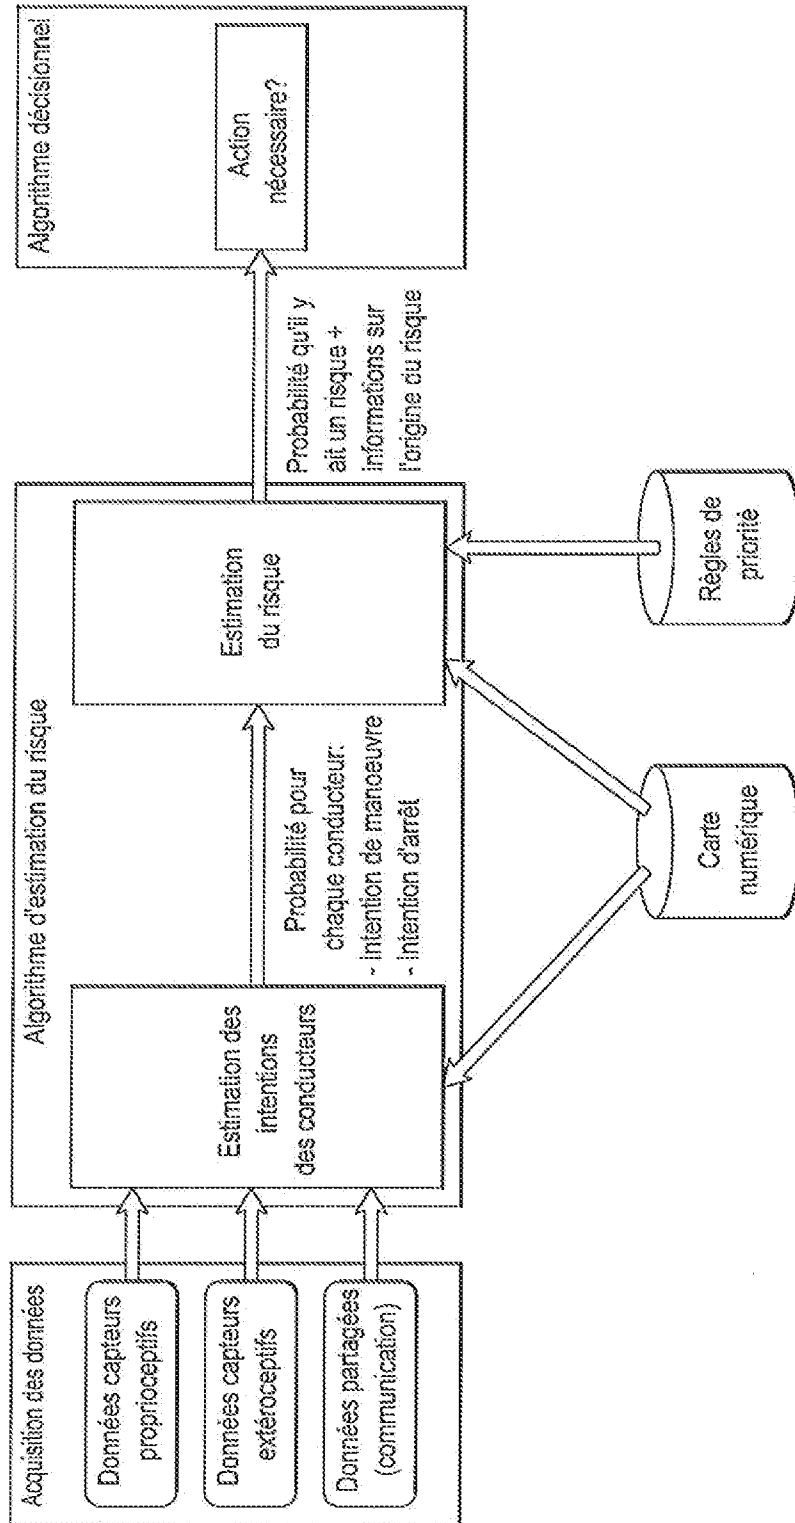 Acquisition des données
Données capteurs
proprioceptifs
Données capteurs
extéroceptifs
Données partagées
(communication)
Algorithme d'estimation du risque
Estimation des
intentions
des conducteurs
Probabilité pour
chaque conducteur:
- intention de manoeuvre
- intention d'arrêt
Estimation
du risque
Probabilité qu'il y
ait un risque +
informations sur
l'origine du risque
Algorithme décisionnel
Action
nécessaire?
Carte
numérique
Règles de
priorité